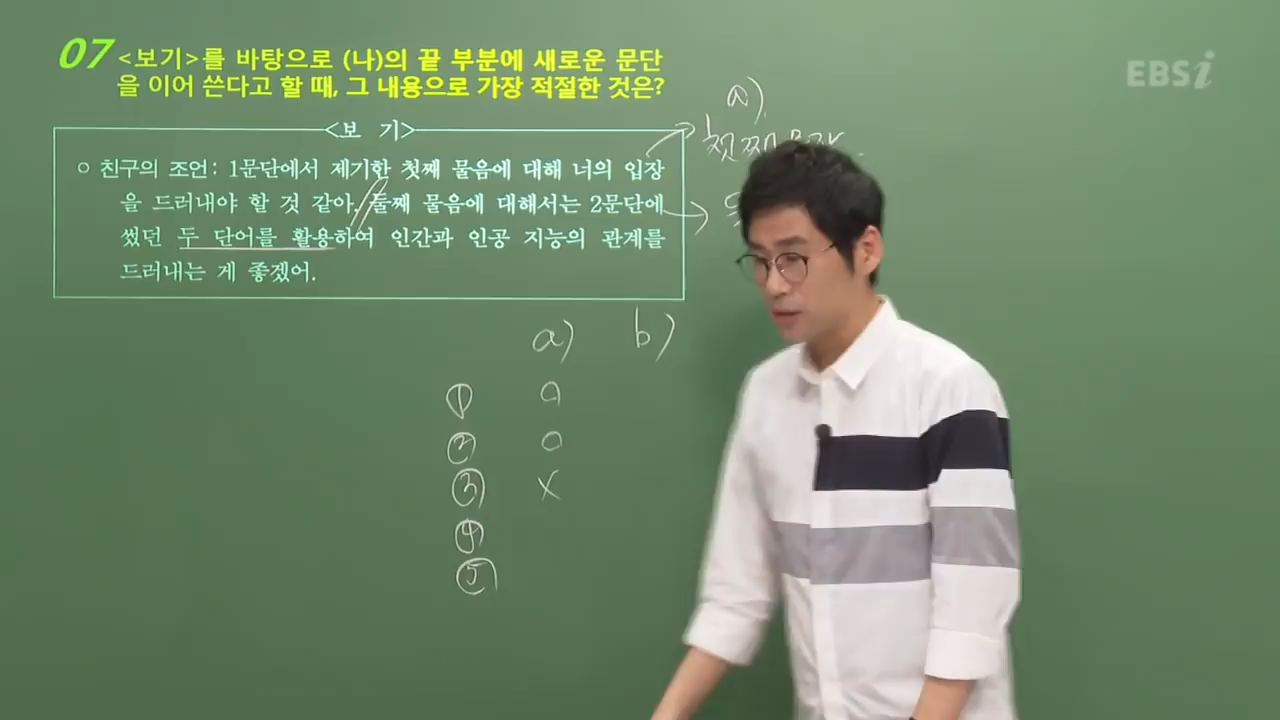 07 <보기>를 바탕으로 (나)의 끝 부분에 새로운 문단
을 이어 쓴다고 할 때, 그 내용으로 가장 적절한 것은?
EBSi
<보 기>
○ 친구의 조언: 1문단에서 제기한 첫째 물음에 대해 너의 입장
을 드러내야 할 것 같아. 둘째 물음에 대해서는 2문단에
썼던 두 단어를 활용하여 인간과 인공 지능의 관계를
드러내는 게 좋겠어.
a)
첫째
a) b)
① O
② O
③ X
④
⑤